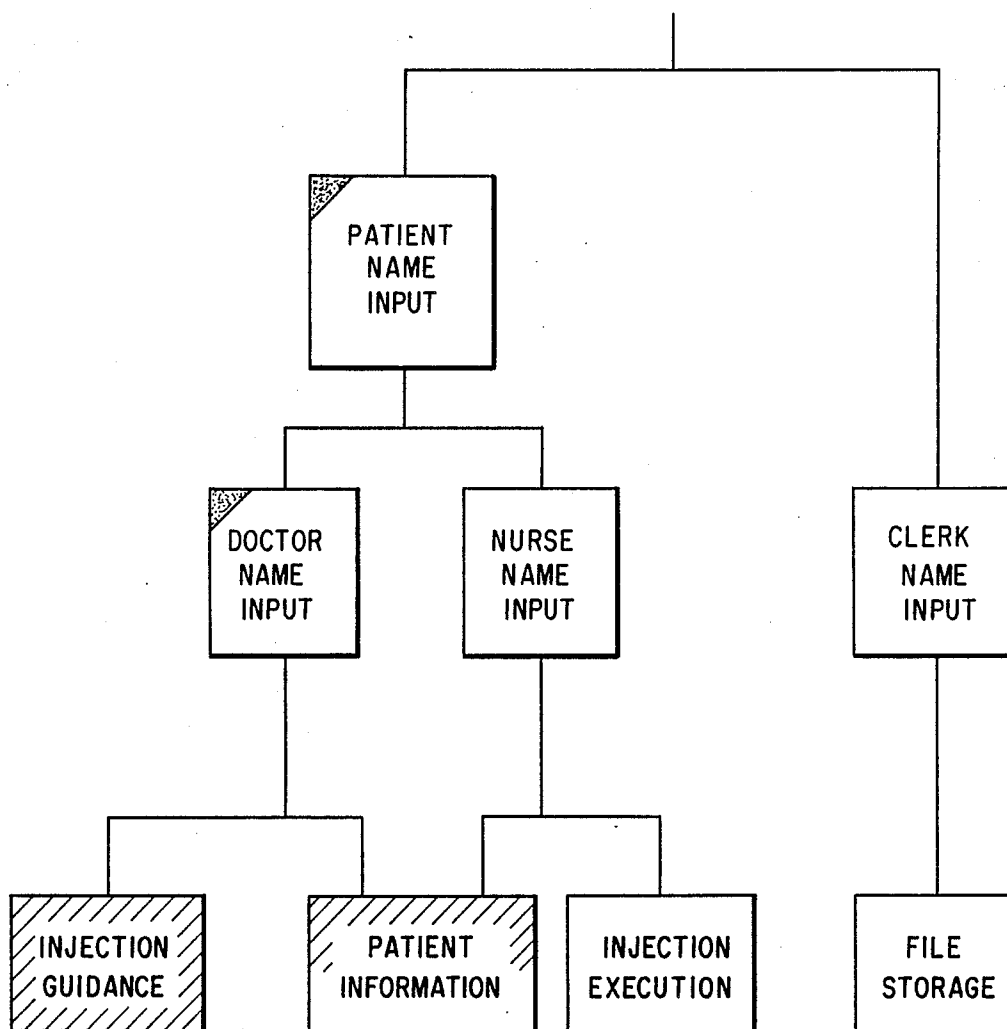 PATIENT
NAME
INPUT
DOCTOR
NAME
INPUT
NURSE
NAME
INPUT
CLERK
NAME
INPUT
INJECTION
GUIDANCE
PATIENT
INFORMATION
INJECTION
EXECUTION
FILE
STORAGE